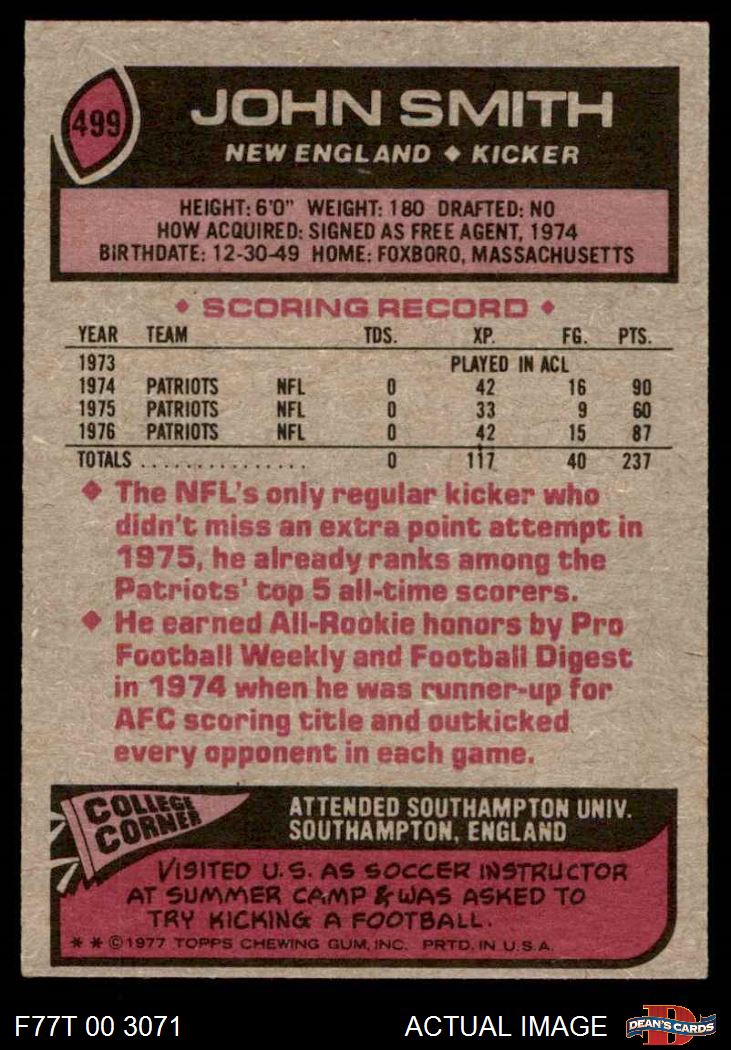 499
JOHN SMITH
NEW ENGLAND ◆ KICKER
HEIGHT: 6'0" WEIGHT: 180 DRAFTED: NO
HOW ACQUIRED: SIGNED AS FREE AGENT, 1974
BIRTHDATE: 12-30-49 HOME: FOXBORO, MASSACHUSETTS
◆ SCORING RECORD ◆
YEAR TEAM TDS. XP. FG. PTS.
1973 PLAYED IN ACL
1974 PATRIOTS NFL 0 42 16 90
1975 PATRIOTS NFL 0 33 9 60
1976 PATRIOTS NFL 0 42 15 87
TOTALS ............... 0 117 40 237
◆ The NFL's only regular kicker who
didn't miss an extra point attempt in
1975, he already ranks among the
Patriots' top 5 all-time scorers.
◆ He earned All-Rookie honors by Pro
Football Weekly and Football Digest
in 1974 when he was runner-up for
AFC scoring title and outkicked
every opponent in each game.
COLLEGE
CORNER
ATTENDED SOUTHAMPTON UNIV.
SOUTHAMPTON, ENGLAND
VISITED U.S. AS SOCCER INSTRUCTOR
AT SUMMER CAMP & WAS ASKED TO
TRY KICKING A FOOTBALL.
* * ©1977 TOPPS CHEWING GUM, INC. PRTD. IN U.S.A.
F77T 00 3071
ACTUAL IMAGE
D
DEAN'S CARDS